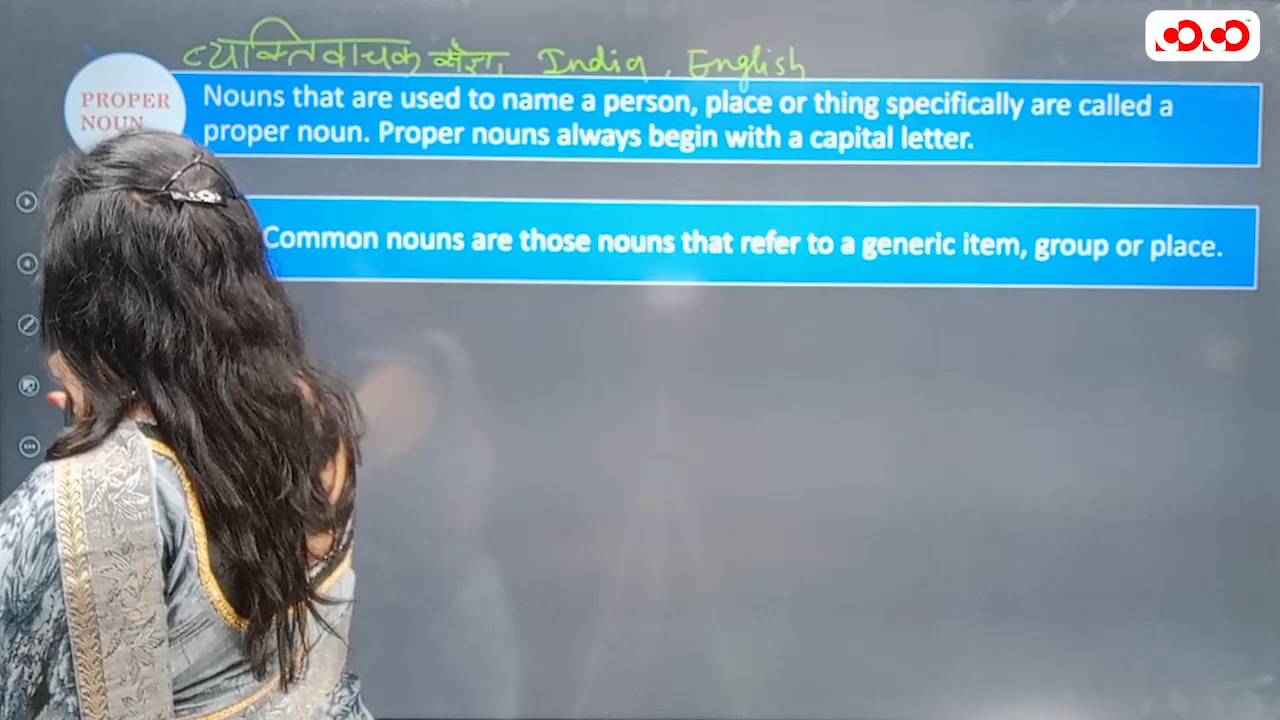 व्यक्तिवाचक संज्ञा, India, English
PROPER
NOUN
Nouns that are used to name a person, place or thing specifically are called a
proper noun. Proper nouns always begin with a capital letter.
Common nouns are those nouns that refer to a generic item, group or place.